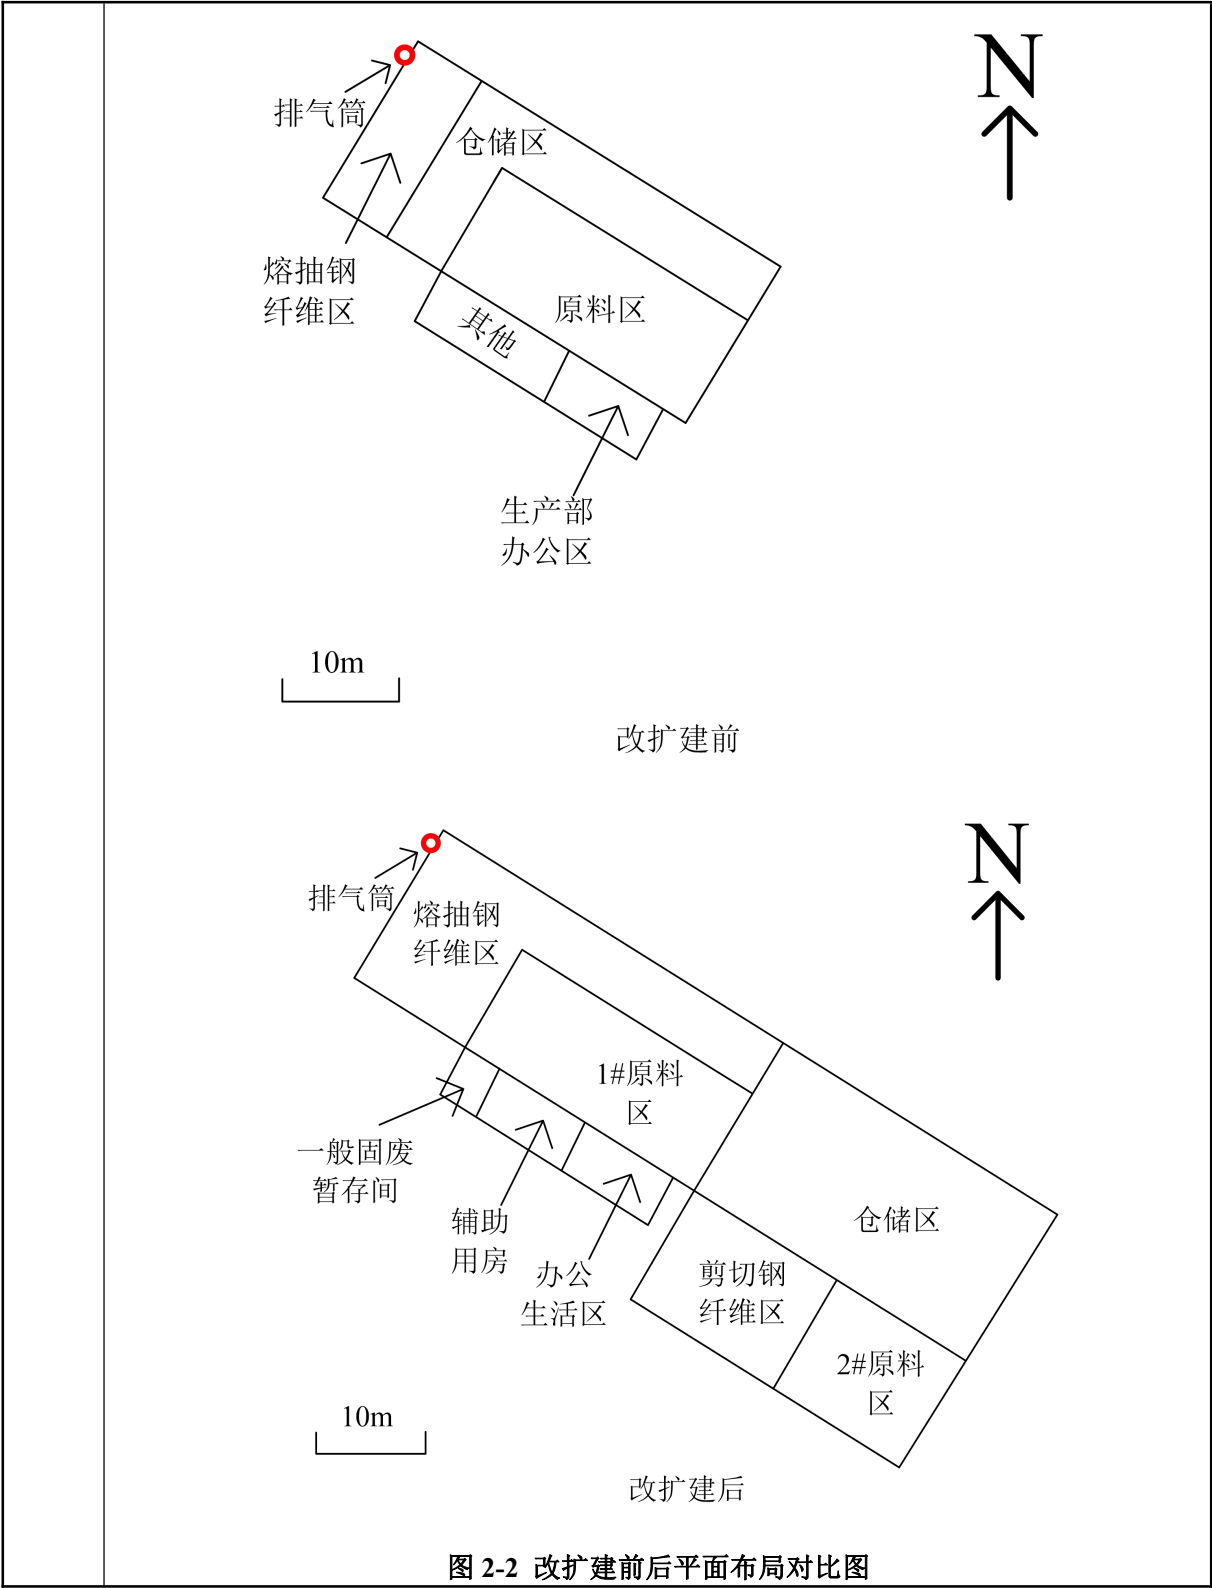 N
排气筒
仓储区
熔抽钢
纤维区
原料区
其他
生产部
办公区
10m
改扩建前
N
排气筒
熔抽钢
纤维区
1#原料
区
一般固废
暂存间
辅助
用房
办公
生活区
仓储区
剪切钢
纤维区
2#原料
区
10m
改扩建后
图 2-2 改扩建前后平面布局对比图